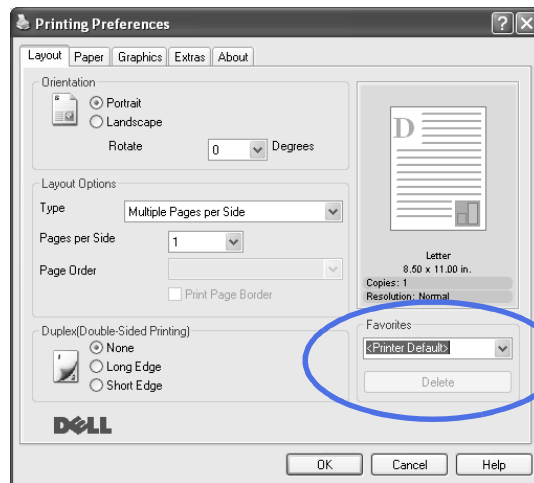 Printing Preferences
Layout Paper Graphics Extras About
Orientation
Portrait
Landscape
Rotate 0 Degrees
Layout Options
Type Multiple Pages per Side
Pages per Side 1
Page Order
Print Page Border
Duplex(Double-Sided Printing)
None
Long Edge
Short Edge
D
Letter
8.50 x 11.00 in.
Copies: 1
Resolution: Normal
Favorites
<Printer Default>
Delete
DELL
OK Cancel Help